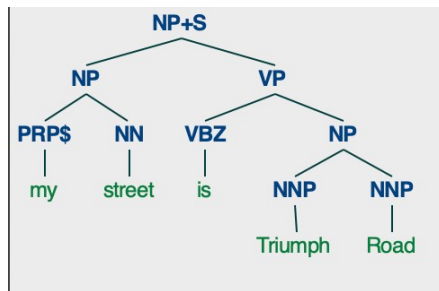 NP+S
NP VP
PRP$ NN VBZ NP
my street is NNP NNP
Triumph Road